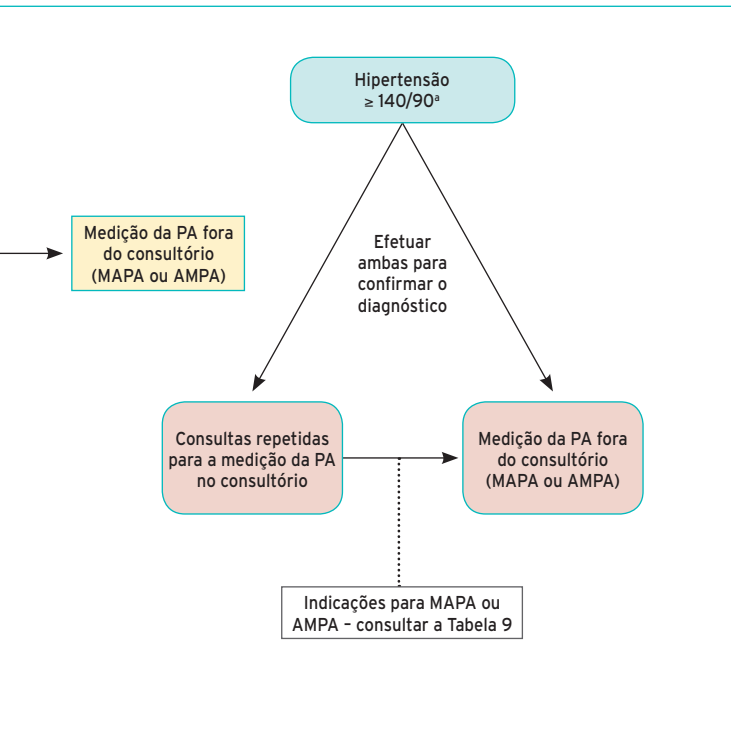 Hipertensão
≥ 140/90ª
Medição da PA fora
do consultório
(MAPA ou AMPA)
Efetuar
ambas para
confirmar o
diagnóstico
Consultas repetidas
para a medição da PA
no consultório
Medição da PA fora
do consultório
(MAPA ou AMPA)
Indicações para MAPA ou
AMPA – consultar a Tabela 9